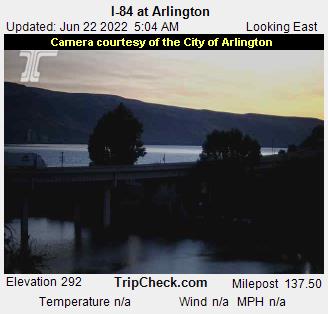 I-84 at Arlington
Updated: Jun 22 2022 5:04 AM Looking East
Camera courtesy of the City of Arlington
Elevation 292 TripCheck.com Milepost 137.50
Temperature n/a Wind n/a MPH n/a